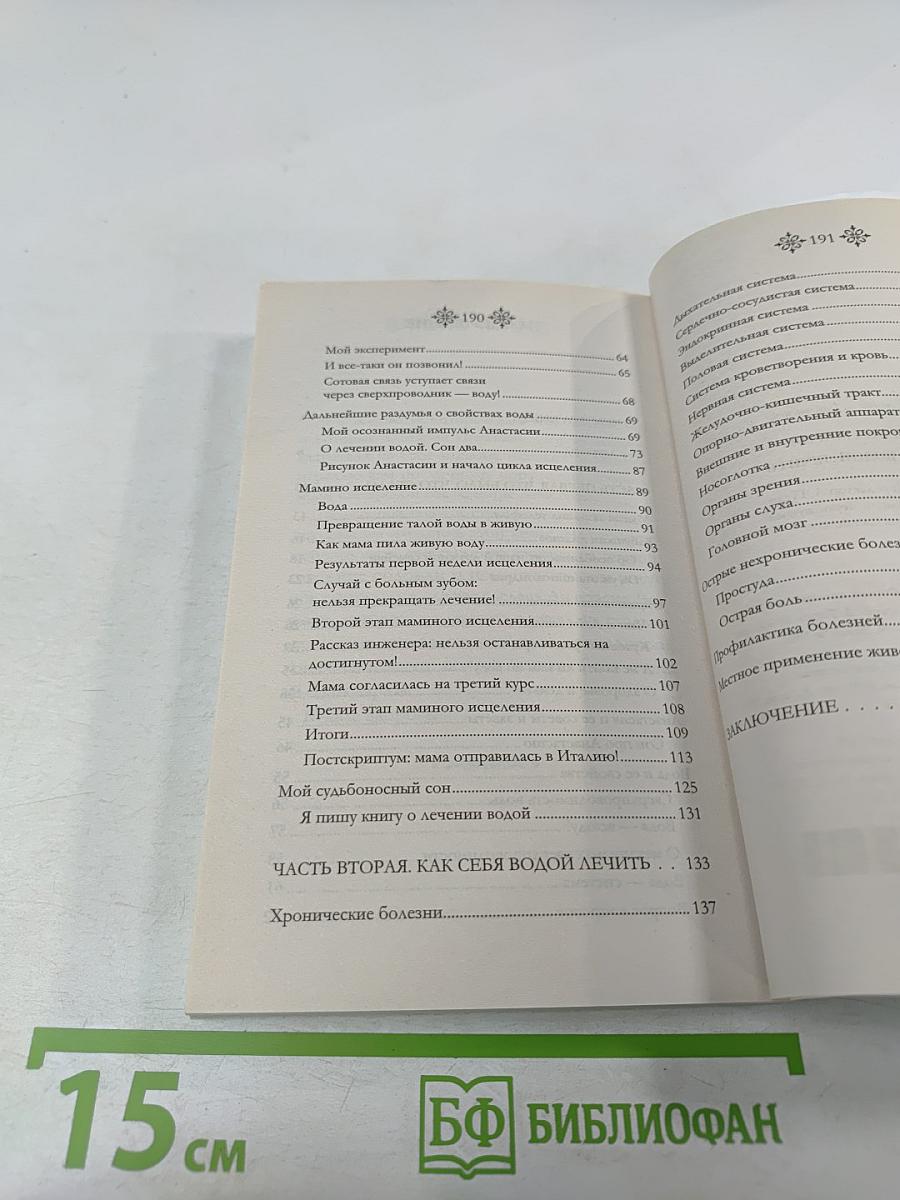 190
Мой эксперимент 64
И все-таки он позвонил! 65
Сотовая связь уступает связи
через сверхпроводник — воду! 68
Дальнейшие раздумья о свойствах воды 69
Мой осознанный импульс Анастасии 69
О лечении водой. Сон два 73
Рисунок Анастасии и начало цикла исцеления 87
Мамино исцеление 89
Вода 90
Превращение талой воды в живую 91
Как мама пила живую воду 93
Результаты первой недели исцеления 94
Случай с больным зубом:
нельзя прекращать лечение! 97
Второй этап маминого исцеления 101
Рассказ инженера: нельзя останавливаться на
достигнутом! 102
Мама согласилась на третий курс 107
Третий этап маминого исцеления 108
Итоги 109
Постскриптум: мама отправилась в Италию! 113
Мой судьбоносный сон 125
Я пишу книгу о лечении водой 131
ЧАСТЬ ВТОРАЯ. КАК СЕБЯ ВОДОЙ ЛЕЧИТЬ . . 133
Хронические болезни 137
191
Дыхательная система
Сердечно-сосудистая система
Эндокринная система
Выделительная система
Половая система
Система кроветворения и кровь
Нервная система
Желудочно-кишечный тракт
Опорно-двигательный аппарат
Внешние и внутренние покро
Носоглотка
Органы зрения
Органы слуха
Головной мозг
Острые нехронические болез
Простуда
Острая боль
Профилактика болезней
Местное применение живо
ЗАКЛЮЧЕНИЕ . . . .
15 см
БФ БИБЛИОФАН